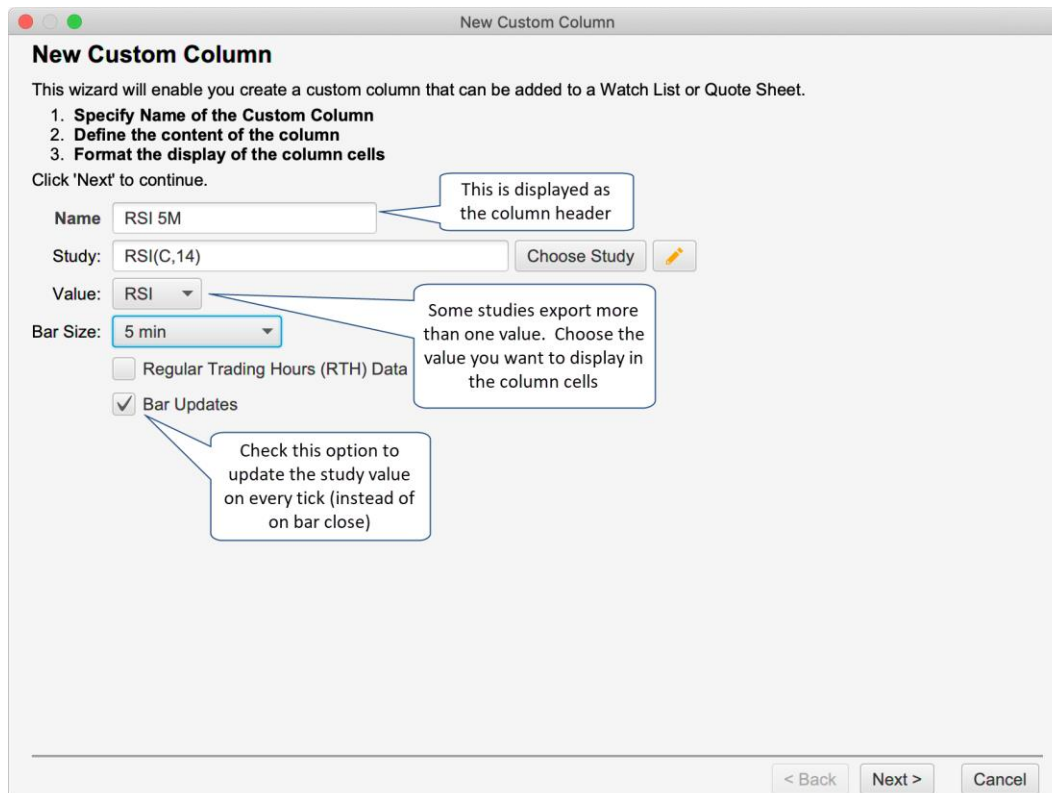 New Custom Column
New Custom Column
This wizard will enable you create a custom column that can be added to a Watch List or Quote Sheet.
1. Specify Name of the Custom Column
2. Define the content of the column
3. Format the display of the column cells
Click 'Next' to continue.
This is displayed as
the column header
Name RSI 5M
Study: RSI(C,14) Choose Study
Value: RSI
Some studies export more
than one value. Choose the
value you want to display in
the column cells
Bar Size: 5 min
Regular Trading Hours (RTH) Data
Bar Updates
Check this option to
update the study value
on every tick (instead of
on bar close)
< Back Next > Cancel